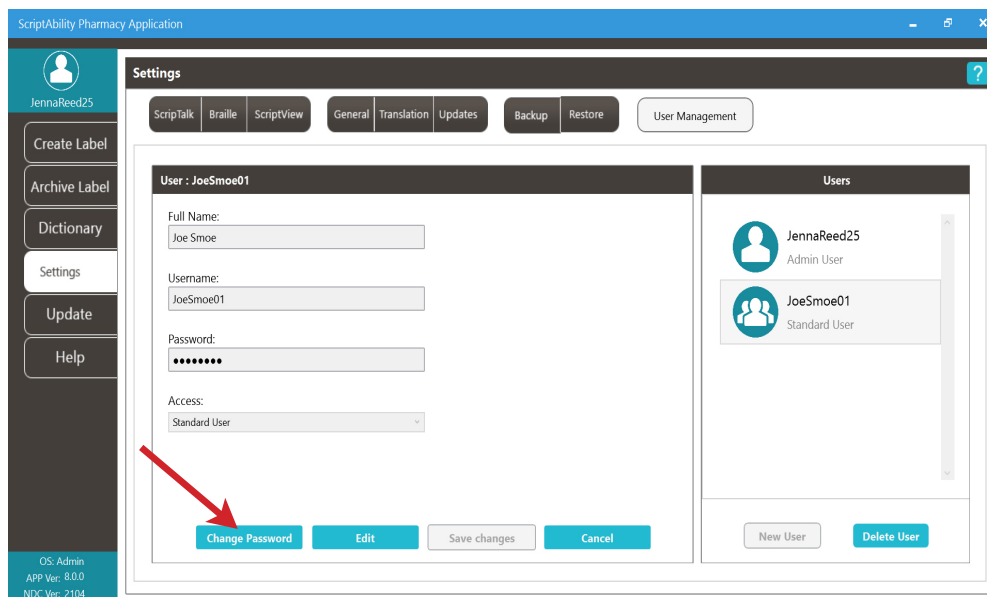 ScriptAbility Pharmacy Application
JennaReed25
Create Label
Archive Label
Dictionary
Settings
Update
Help
OS: Admin
APP Ver: 8.0.0
NDC Ver: 2104
Settings
?
ScripTalk Braille ScriptView General Translation Updates Backup Restore User Management
User : JoeSmoe01
Full Name:
Joe Smoe
Username:
JoeSmoe01
Password:
●●●●●●●●
Access:
Standard User
Change Password Edit Save changes Cancel
Users
JennaReed25
Admin User
JoeSmoe01
Standard User
New User Delete User